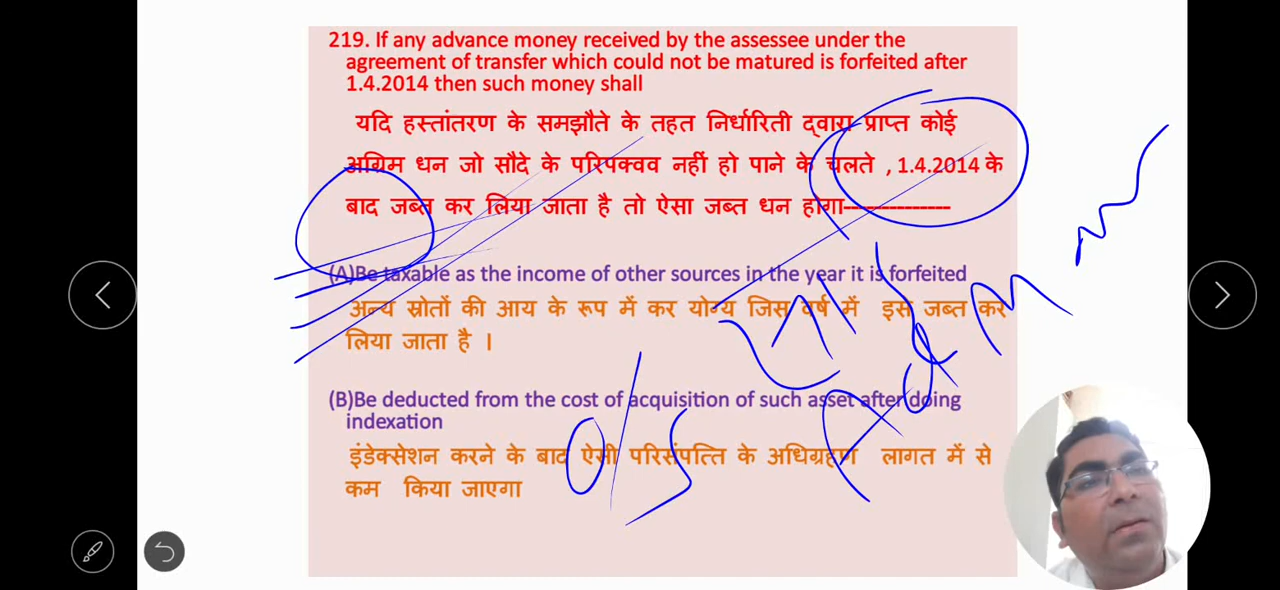 219. If any advance money received by the assessee under the
agreement of transfer which could not be matured is forfeited after
1.4.2014 then such money shall
यदि हस्तांतरण के समझौते के तहत निर्धारिती द्वारा प्राप्त कोई
अग्रिम धन जो सौदे के परिपक्वव नहीं हो पाने के चलते , 1.4.2014 के
बाद जब्त कर लिया जाता है तो ऐसा जब्त धन होगा---------------
(A)Be taxable as the income of other sources in the year it is forfeited
अन्य स्रोतों की आय के रूप में कर योग्य जिस वर्ष में इसे जब्त कर
लिया जाता है ।
(B)Be deducted from the cost of acquisition of such asset after doing
indexation
इंडेक्सेशन करने के बाद ऐसी परिसंपत्ति के अधिग्रहण लागत में से
कम किया जाएगा
O/S
Ad M